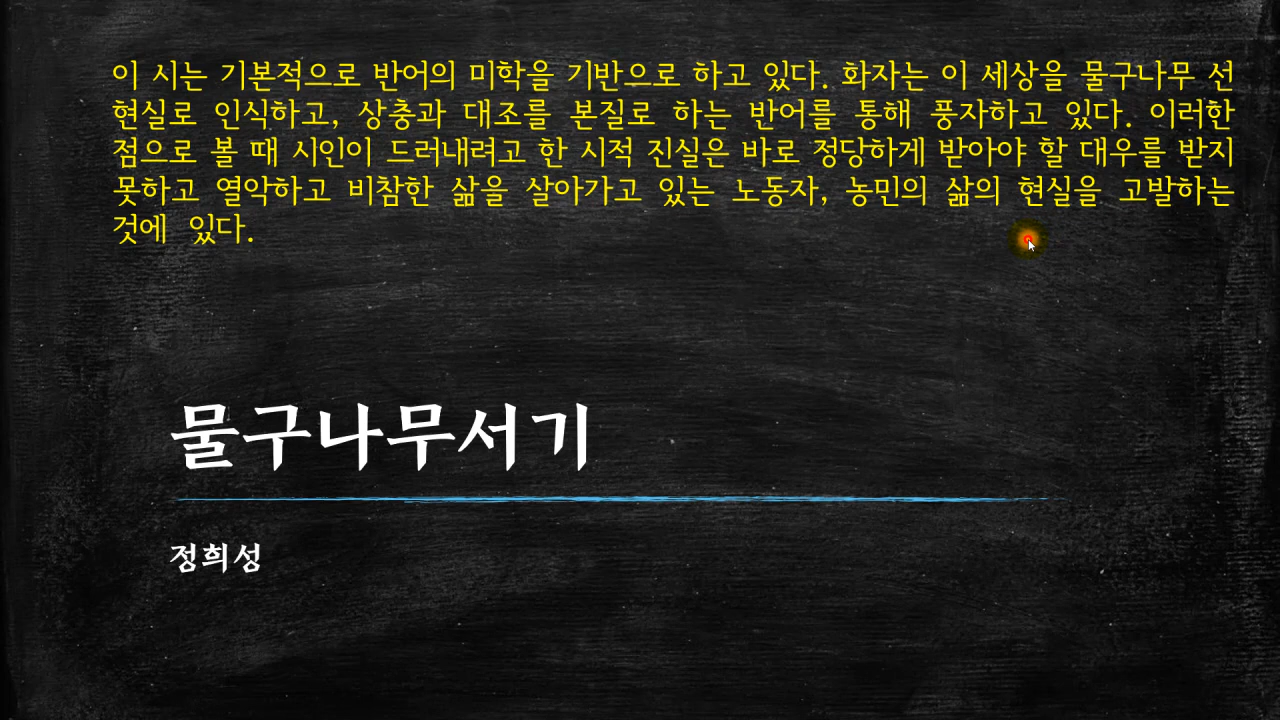 이 시는 기본적으로 반어의 미학을 기반으로 하고 있다. 화자는 이 세상을 물구나무 선
현실로 인식하고, 상충과 대조를 본질로 하는 반어를 통해 풍자하고 있다. 이러한
점으로 볼 때 시인이 드러내려고 한 시적 진실은 바로 정당하게 받아야 할 대우를 받지
못하고 열악하고 비참한 삶을 살아가고 있는 노동자, 농민의 삶의 현실을 고발하는
것에 있다.
물구나무서기
정희성